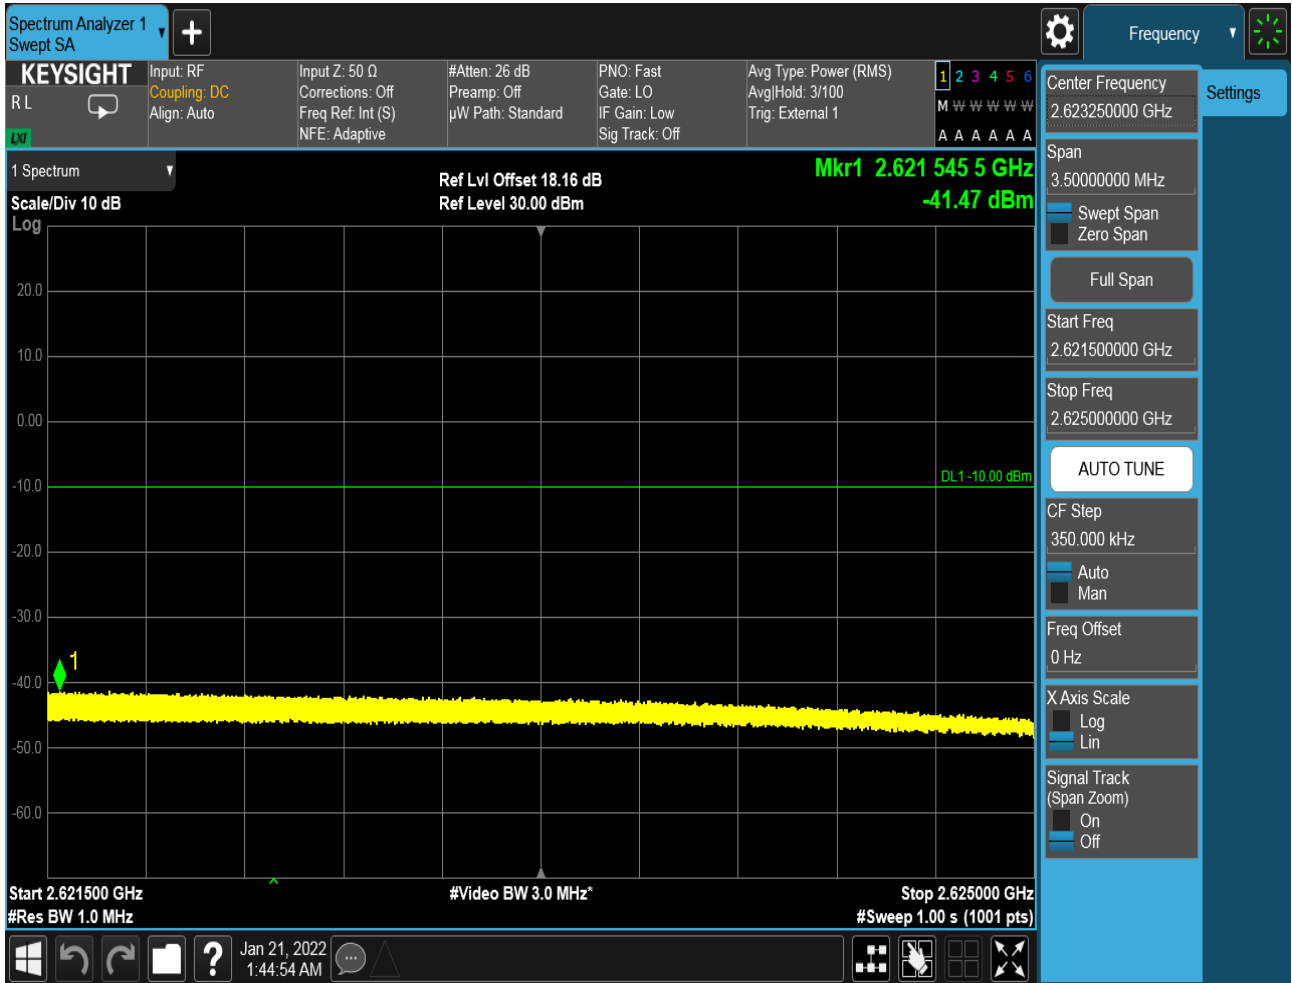 Spectrum Analyzer 1
Swept SA
Frequency
KEYSIGHT
R L
LXI
Input: RF
Coupling: DC
Align: Auto
Input Z: 50 Ω
Corrections: Off
Freq Ref: Int (S)
NFE: Adaptive
#Atten: 26 dB
Preamp: Off
µW Path: Standard
PNO: Fast
Gate: LO
IF Gain: Low
Sig Track: Off
Avg Type: Power (RMS)
Avg|Hold: 3/100
Trig: External 1
1 2 3 4 5 6
M W W W W W
A A A A A A
1 Spectrum
Scale/Div 10 dB
Log
Ref Lvl Offset 18.16 dB
Ref Level 30.00 dBm
Mkr1 2.621 545 5 GHz
-41.47 dBm
20.0
10.0
0.00
-10.0
-20.0
-30.0
-40.0
-50.0
-60.0
DL1 -10.00 dBm
1
Start 2.621500 GHz
#Res BW 1.0 MHz
#Video BW 3.0 MHz*
Stop 2.625000 GHz
#Sweep 1.00 s (1001 pts)
Jan 21, 2022
1:44:54 AM
Center Frequency
2.623250000 GHz
Span
3.50000000 MHz
Swept Span
Zero Span
Full Span
Start Freq
2.621500000 GHz
Stop Freq
2.625000000 GHz
AUTO TUNE
CF Step
350.000 kHz
Auto
Man
Freq Offset
0 Hz
X Axis Scale
Log
Lin
Signal Track
(Span Zoom)
On
Off
Settings